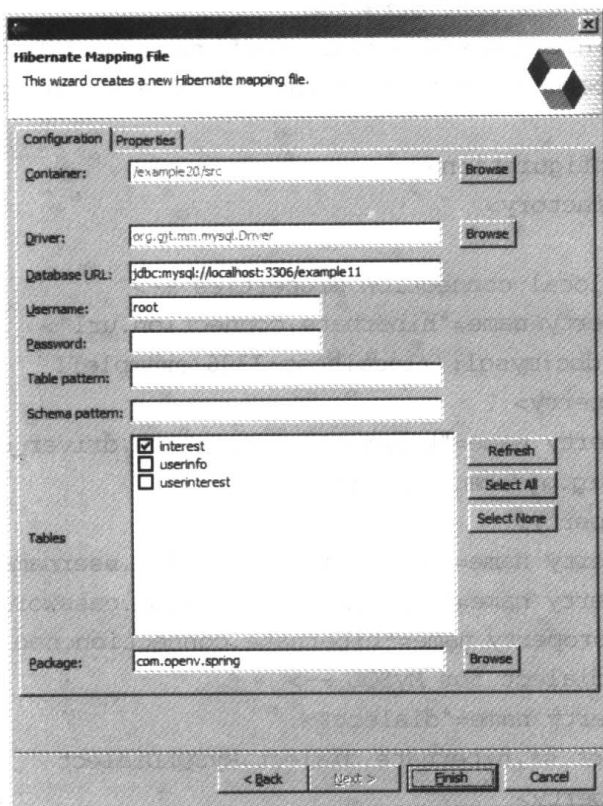 Hibernate Mapping File
This wizard creates a new Hibernate mapping file.
Configuration Properties
Container: /example20/src Browse
Driver: org.gjt.mm.mysql.Driver Browse
Database URL: jdbc:mysql://localhost:3306/example11
Username: root
Password:
Table pattern:
Schema pattern:
interest
userinfo
userinterest
Refresh
Select All
Select None
Tables
Package: com.openv.spring Browse
< Back Next > Finish Cancel